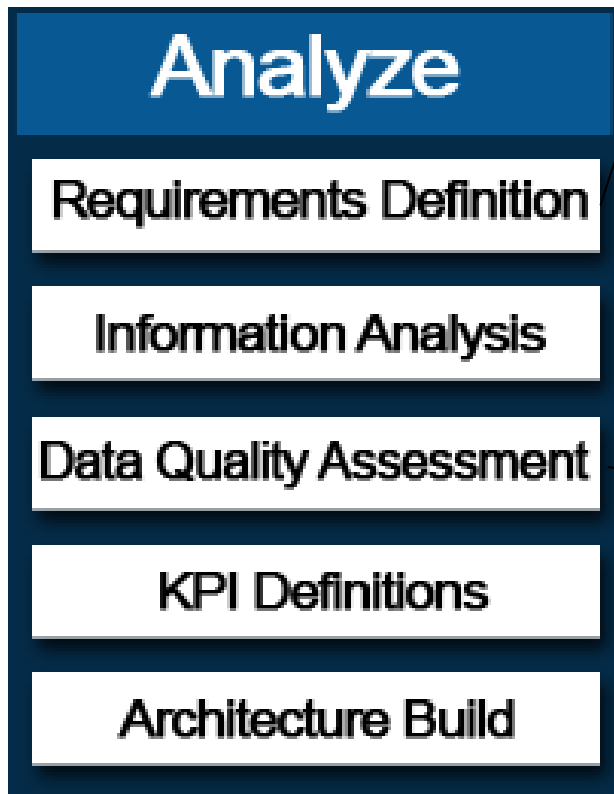 Analyze
Requirements Definition
Information Analysis
Data Quality Assessment
KPI Definitions
Architecture Build